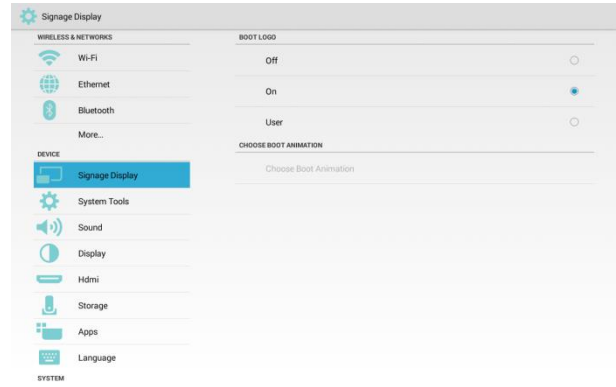 Signage Display
WIRELESS & NETWORKS
Wi-Fi
Ethernet
Bluetooth
More...
DEVICE
Signage Display
System Tools
Sound
Display
Hdmi
Storage
Apps
Language
SYSTEM
BOOT LOGO
Off
On
User
CHOOSE BOOT ANIMATION
Choose Boot Animation